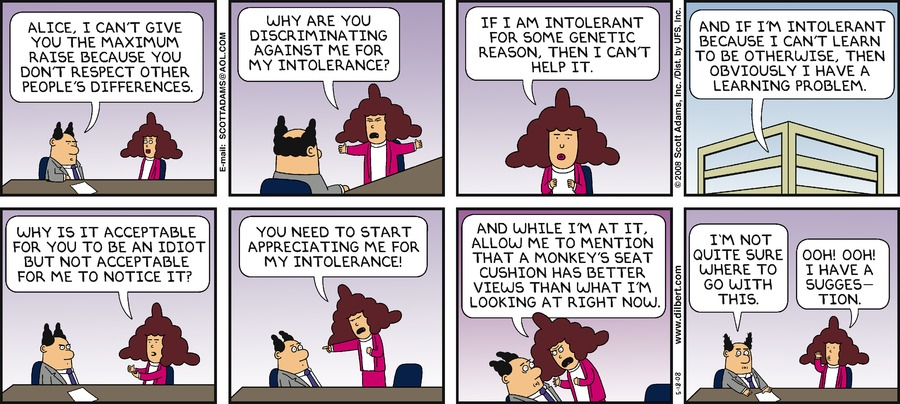 ALICE, I CAN'T GIVE
YOU THE MAXIMUM
RAISE BECAUSE YOU
DON'T RESPECT OTHER
PEOPLE'S DIFFERENCES.
E-mail: SCOTTADAMS@AOL.COM
WHY ARE YOU
DISCRIMINATING
AGAINST ME FOR
MY INTOLERANCE?
IF I AM INTOLERANT
FOR SOME GENETIC
REASON, THEN I CAN'T
HELP IT.
© 2008 Scott Adams, Inc./Dist. by UFS, Inc.
AND IF I'M INTOLERANT
BECAUSE I CAN'T LEARN
TO BE OTHERWISE, THEN
OBVIOUSLY I HAVE A
LEARNING PROBLEM.
WHY IS IT ACCEPTABLE
FOR YOU TO BE AN IDIOT
BUT NOT ACCEPTABLE
FOR ME TO NOTICE IT?
YOU NEED TO START
APPRECIATING ME FOR
MY INTOLERANCE!
AND WHILE I'M AT IT,
ALLOW ME TO MENTION
THAT A MONKEY'S SEAT
CUSHION HAS BETTER
VIEWS THAN WHAT I'M
LOOKING AT RIGHT NOW.
5-18-08
www.dilbert.com
I'M NOT
QUITE SURE
WHERE TO
GO WITH
THIS.
OOH! OOH!
I HAVE A
SUGGES–
TION.